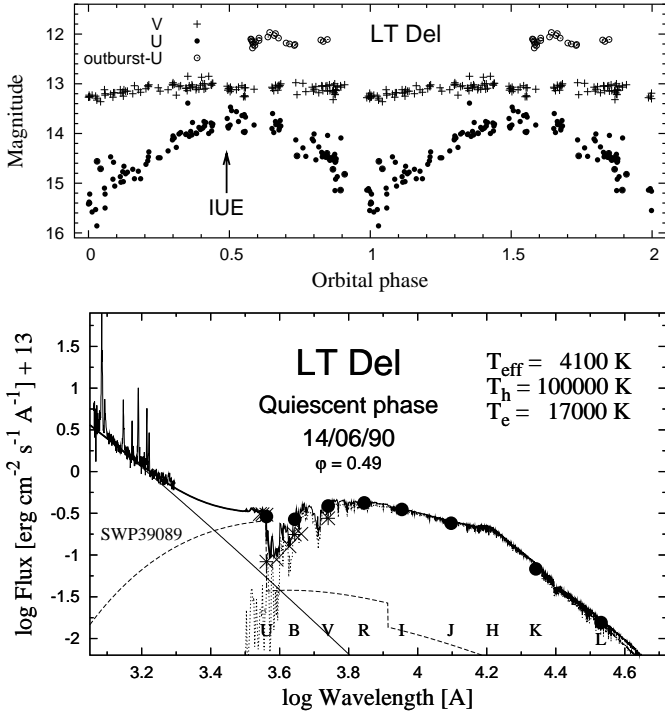 LT Del
V
U
outburst-U
12
13
14
15
16
Magnitude
IUE
0 0.5 1 1.5 2
Orbital phase
LT Del
Quiescent phase
14/06/90
φ = 0.49
T_eff = 4100 K
T_h = 100000 K
T_e = 17000 K
1.5
1
0.5
0
-0.5
-1
-1.5
-2
log Flux [erg cm⁻² s⁻¹ A⁻¹] + 13
SWP39089
U B V R I J H K L
3.2 3.4 3.6 3.8 4 4.2 4.4 4.6
log Wavelength [A]